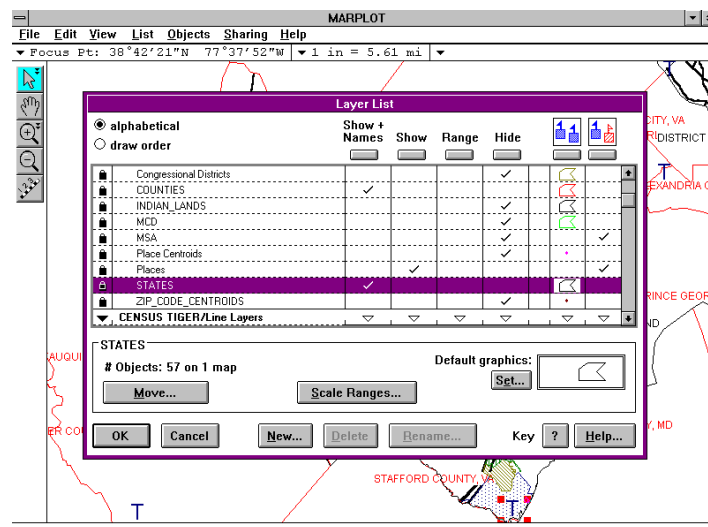 MARPLOT
File Edit View List Objects Sharing Help
Focus Pt: 38°42'21"N 77°37'52"W 1 in = 5.61 mi
Layer List
alphabetical
draw order
Show + Names Show Range Hide
Congressional Districts
COUNTIES
INDIAN_LANDS
MCD
MSA
Place Centroids
Places
STATES
ZIP_CODE_CENTROIDS
CENSUS TIGER/Line Layers
STATES
# Objects: 57 on 1 map
Default graphics:
Set...
Move... Scale Ranges...
OK Cancel New... Delete Rename... Key ? Help...
CITY, VA
DISTRICT
EXANDRIA C
RINCE GEOR
ND
AUQUI
ER COU
Y, MD
STAFFORD COUNTY, VA
T
T